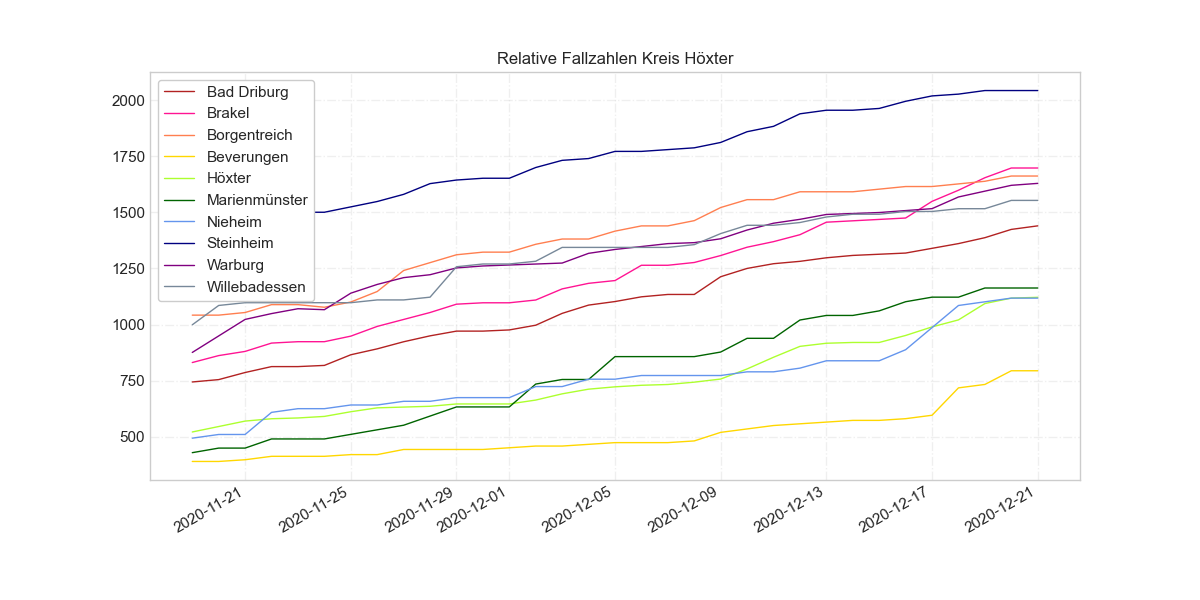 Relative Fallzahlen Kreis Höxter
Bad Driburg
Brakel
Borgentreich
Beverungen
Höxter
Marienmünster
Nieheim
Steinheim
Warburg
Willebadessen
2000
1750
1500
1250
1000
750
500
2020-11-21
2020-11-25
2020-11-29
2020-12-01
2020-12-05
2020-12-09
2020-12-13
2020-12-17
2020-12-21